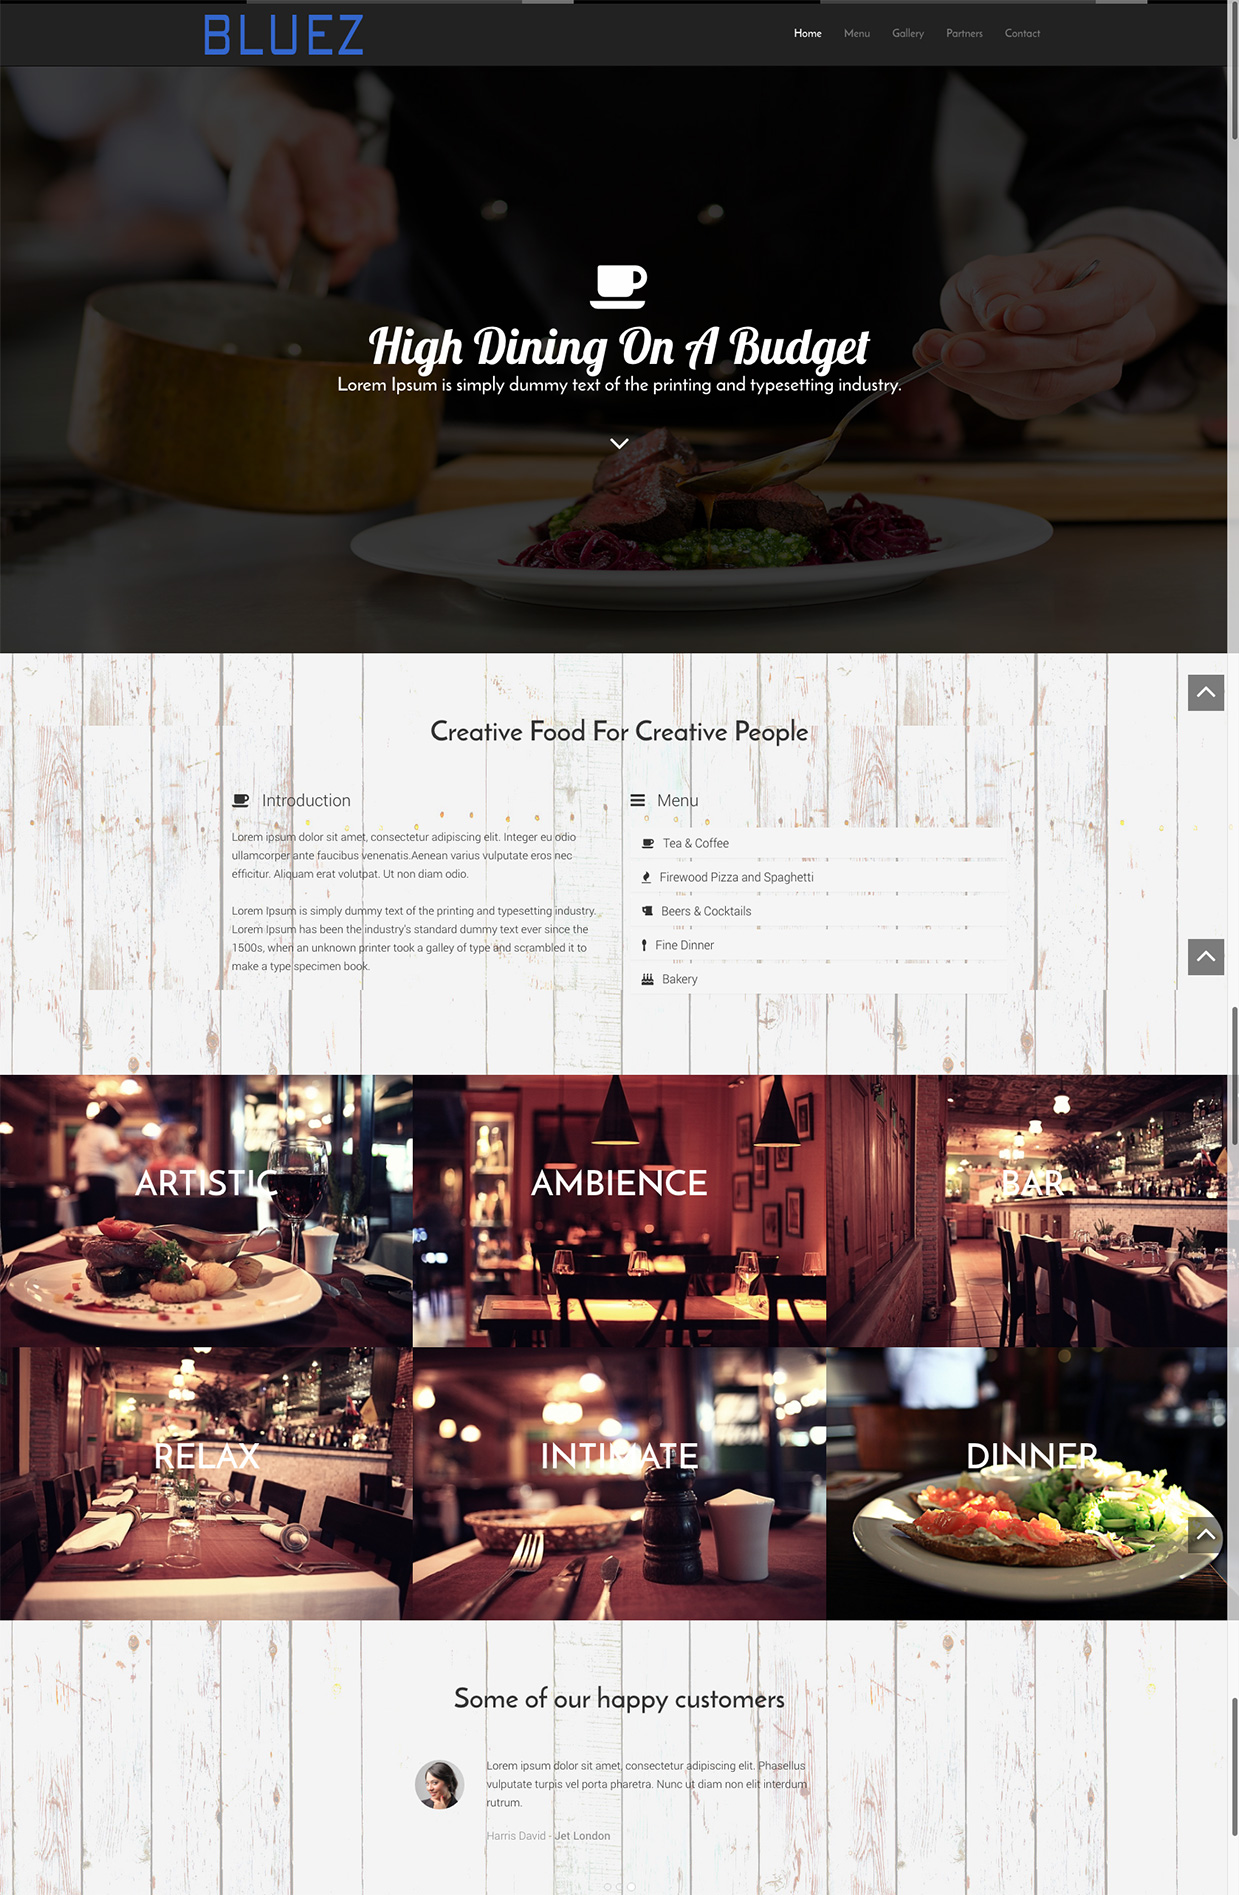 BLUEZ
Home Menu Gallery Partners Contact
High Dining On A Budget
Lorem Ipsum is simply dummy text of the printing and typesetting industry.
Creative Food For Creative People
Introduction
Lorem ipsum dolor sit amet, consectetur adipiscing elit. Integer eu odio
ullamcorper ante faucibus venenatis.Aenean varius vulputate eros nec
efficitur. Aliquam erat volutpat. Ut non diam odio.
Lorem Ipsum is simply dummy text of the printing and typesetting industry.
Lorem Ipsum has been the industry's standard dummy text ever since the
1500s, when an unknown printer took a galley of type and scrambled it to
make a type specimen book.
Menu
Tea & Coffee
Firewood Pizza and Spaghetti
Beers & Cocktails
Fine Dinner
Bakery
ARTISTIC
AMBIENCE
BAR
RELAX
INTIMATE
DINNER
Some of our happy customers
Lorem ipsum dolor sit amet, consectetur adipiscing elit. Phasellus
vulputate turpis vel porta pharetra. Nunc ut diam non elit interdum
rutrum.
Harris David - Jet London